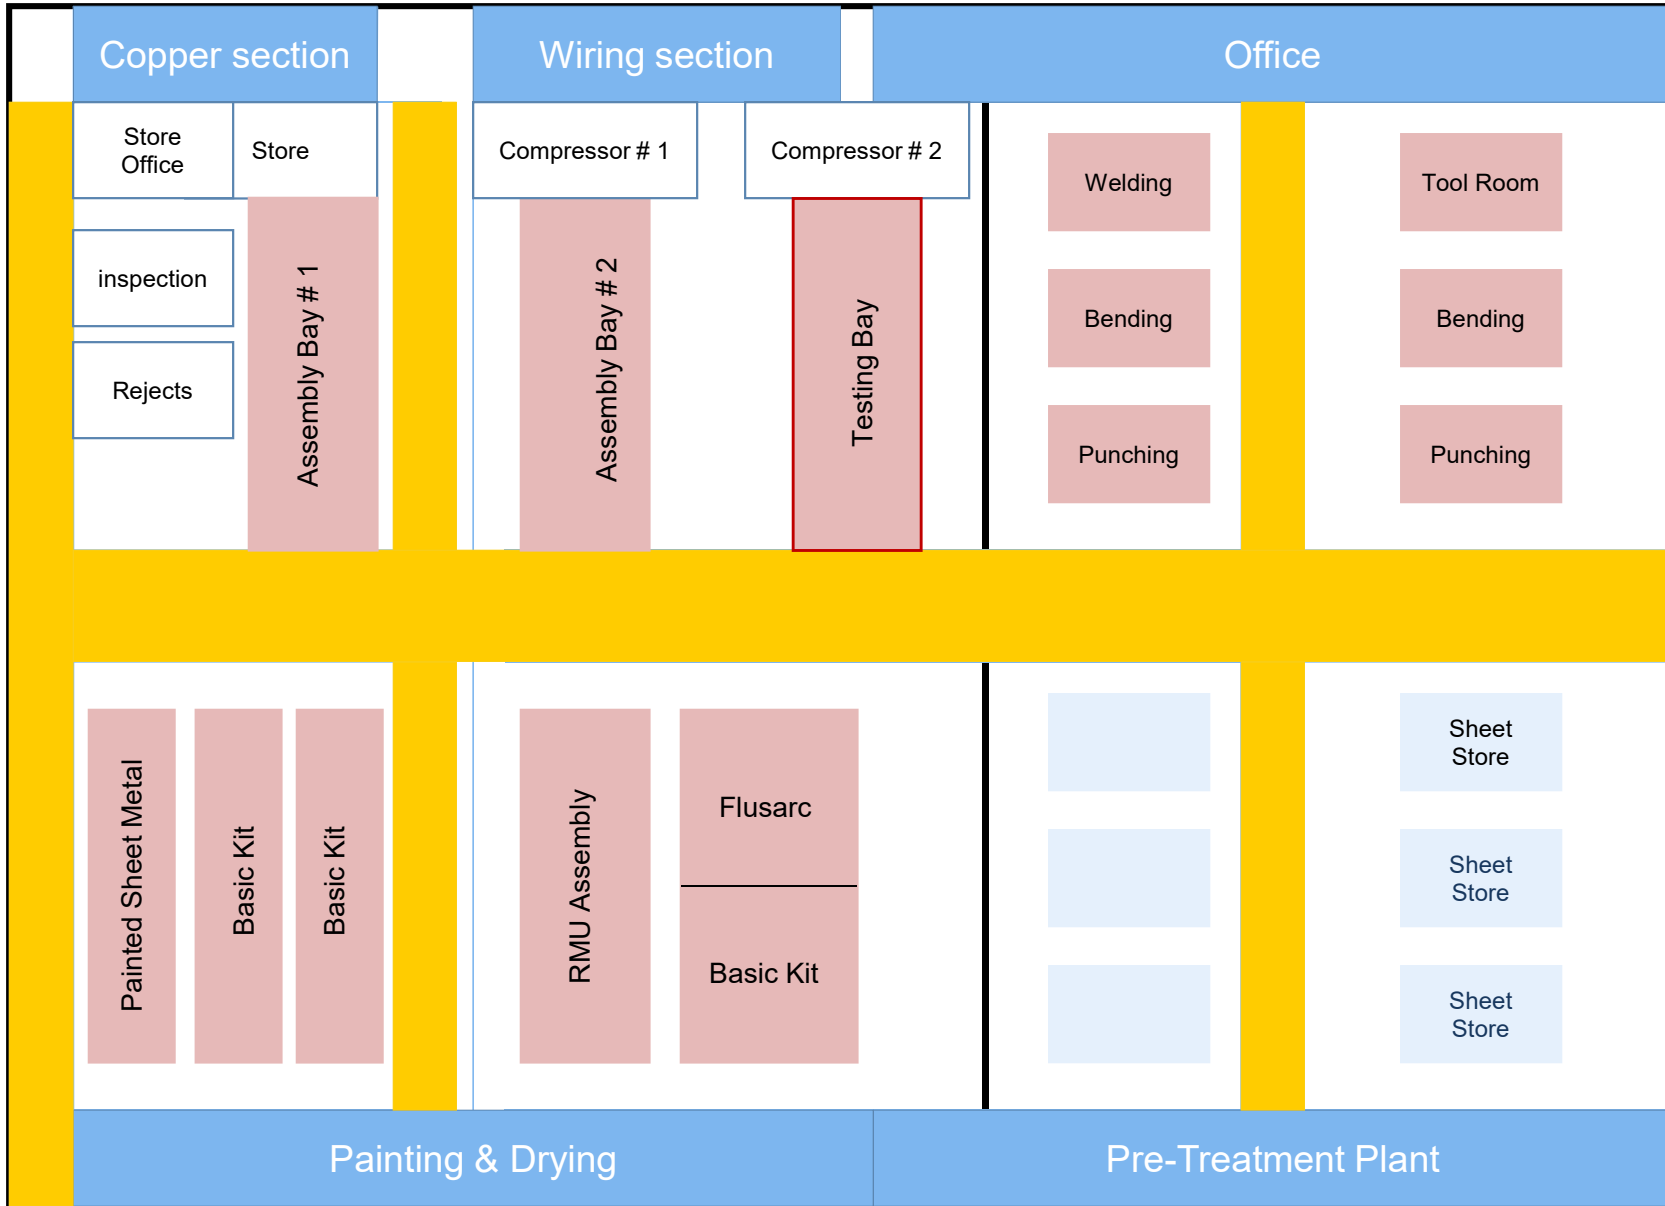 Copper section
Wiring section
Office
Store
Office
Store
Compressor # 1
Compressor # 2
Welding
Tool Room
inspection
Rejects
Assembly Bay # 1
Assembly Bay # 2
Testing Bay
Bending
Bending
Punching
Punching
Painted Sheet Metal
Basic Kit
Basic Kit
RMU Assembly
Flusarc
Basic Kit
Sheet
Store
Sheet
Store
Sheet
Store
Painting & Drying
Pre-Treatment Plant